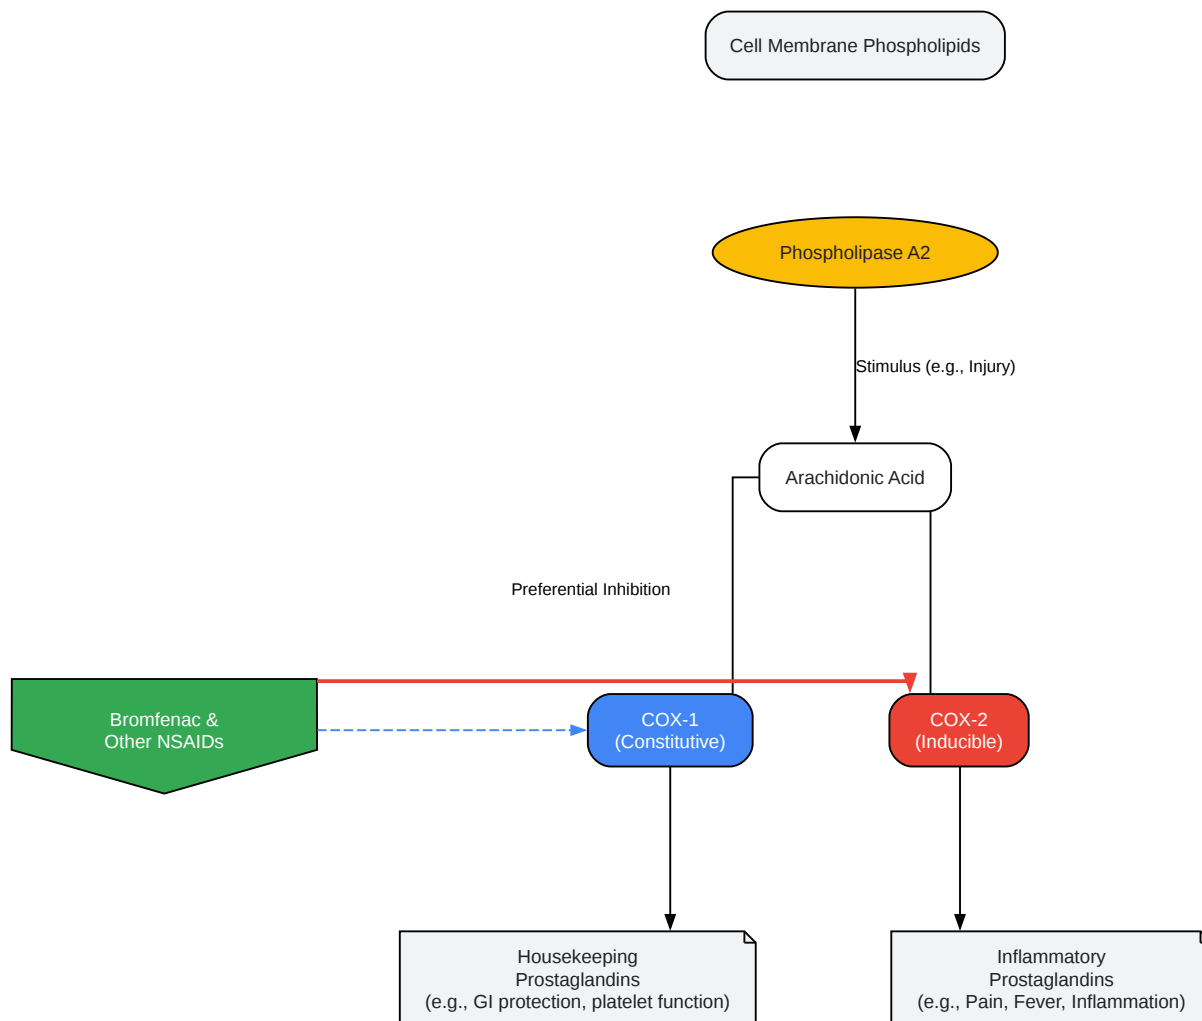 Cell Membrane Phospholipids
Phospholipase A2
Stimulus (e.g., Injury)
Arachidonic Acid
Preferential Inhibition
Bromfenac &
Other NSAIDs
COX-1
(Constitutive)
COX-2
(Inducible)
Housekeeping
Prostaglandins
(e.g., GI protection, platelet function)
Inflammatory
Prostaglandins
(e.g., Pain, Fever, Inflammation)